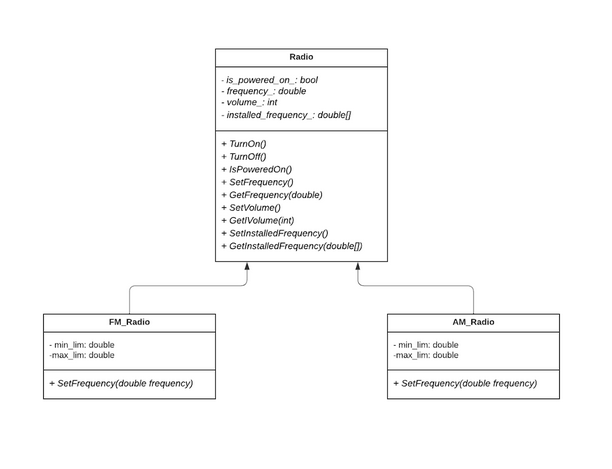 Radio
- is_powered_on_: bool
- frequency_: double
- volume_: int
- installed_frequency_: double[]
+ TurnOn()
+ TurnOff()
+ IsPoweredOn()
+ SetFrequency()
+ GetFrequency(double)
+ SetVolume()
+ GetIVolume(int)
+ SetInstalledFrequency()
+ GetInstalledFrequency(double[])
FM_Radio
- min_lim: double
-max_lim: double
+ SetFrequency(double frequency)
AM_Radio
- min_lim: double
-max_lim: double
+ SetFrequency(double frequency)